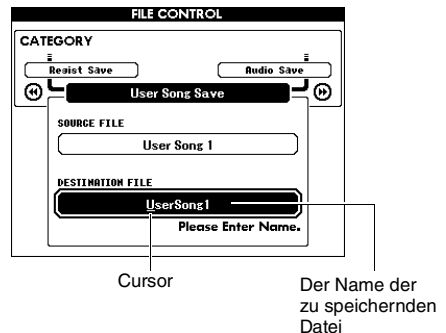 FILE CONTROL
CATEGORY
Regist Save
Audio Save
User Song Save
SOURCE FILE
User Song 1
DESTINATION FILE
UserSong1
Please Enter Name.
Cursor
Der Name der
zu speichernden
Datei